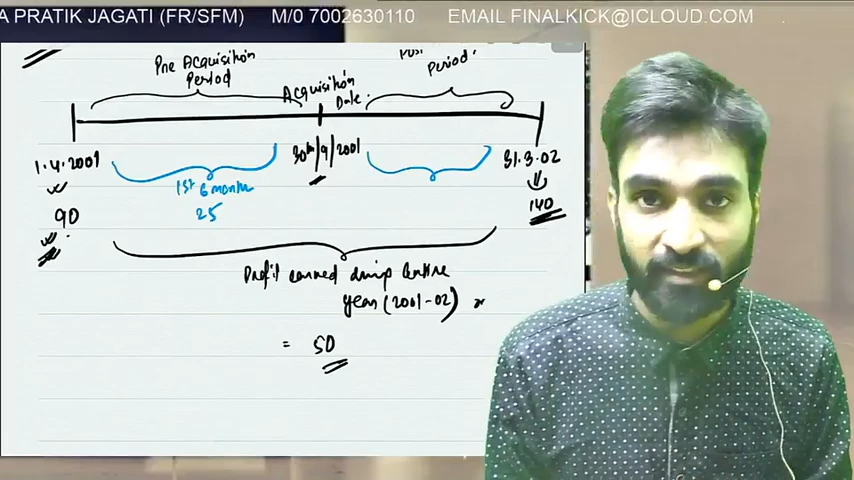 A PRATIK JAGATI (FR/SFM) M/0 7002630110 EMAIL FINALKICK@ICLOUD.COM
Pre Acquisition
Period
Acquisition
Date.
Period.
1.4.2001
30th/9/2001
31.3.02
1st 6 months
25
90
140
Profit earned during Entire
year (2001-02)
= 50